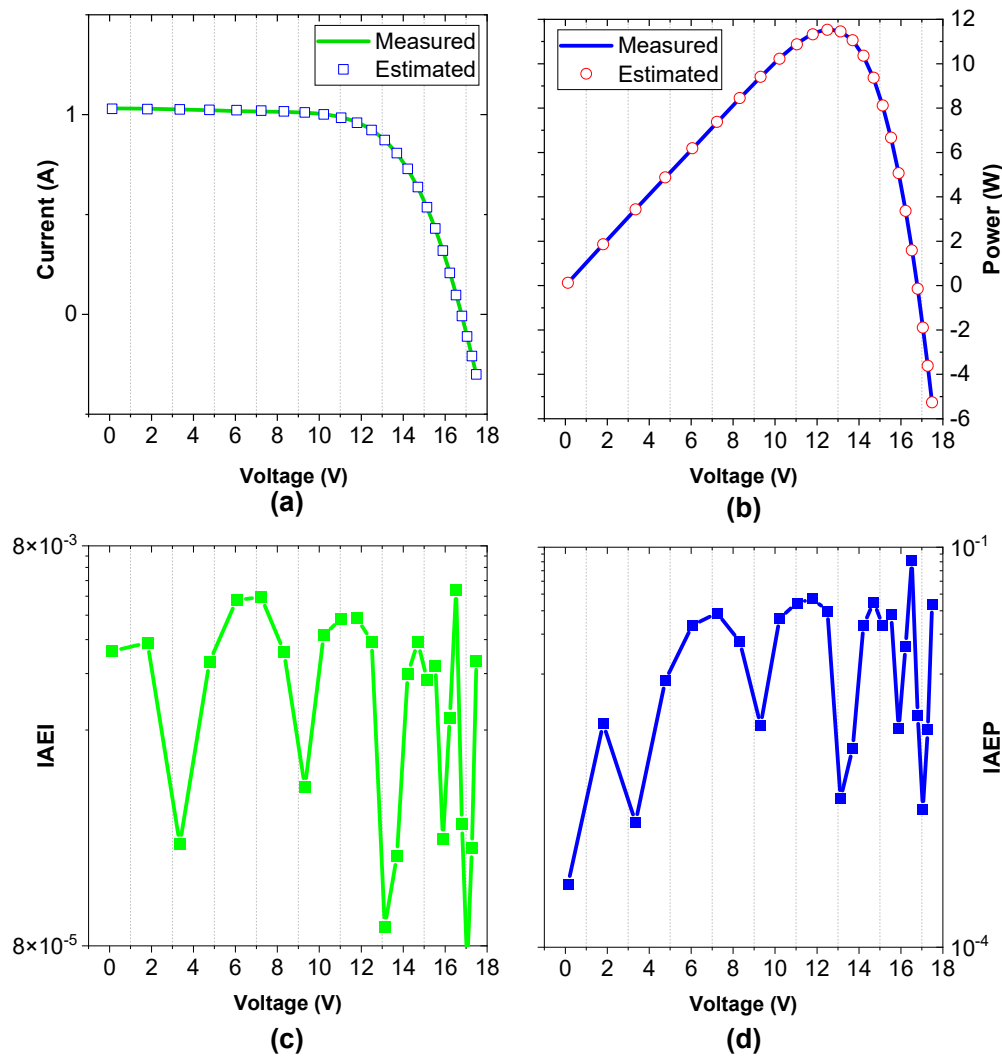 Measured
Estimated
1
0
Current (A)
0 2 4 6 8 10 12 14 16 18
Voltage (V)
(a)
Measured
Estimated
12
10
8
6
4
2
0
-2
-4
-6
Power (W)
0 2 4 6 8 10 12 14 16 18
Voltage (V)
(b)
8×10⁻³
8×10⁻⁵
IAEI
0 2 4 6 8 10 12 14 16 18
Voltage (V)
(c)
10⁻¹
10⁻⁴
IAEP
0 2 4 6 8 10 12 14 16 18
Voltage (V)
(d)